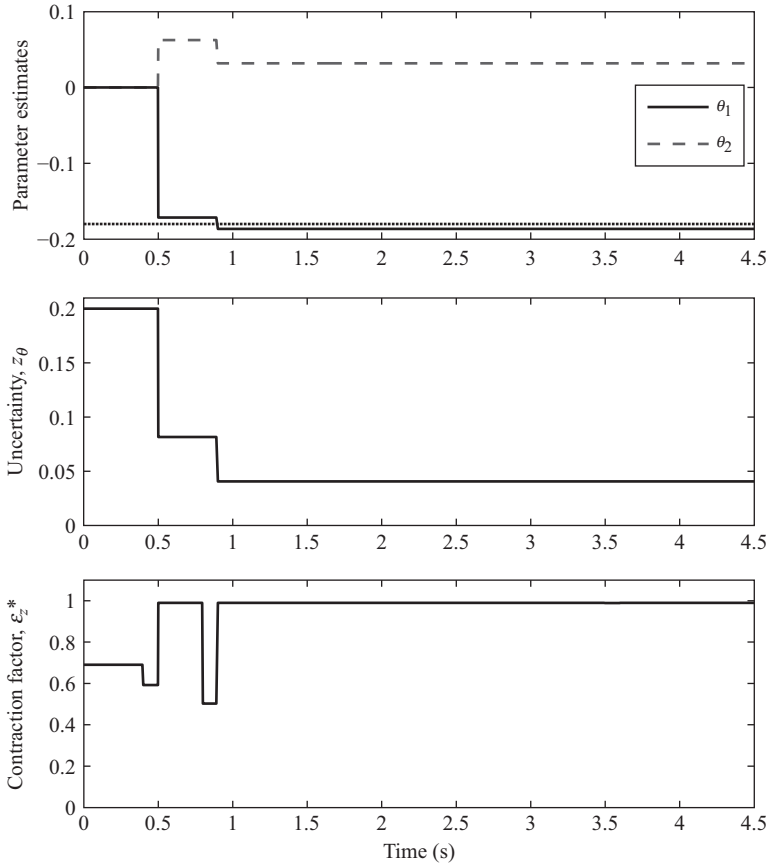 0.1
0
−0.1
−0.2
Parameter estimates
θ1
θ2
0 0.5 1 1.5 2 2.5 3 3.5 4 4.5
0.2
0.15
0.1
0.05
0
Uncertainty, zθ
0 0.5 1 1.5 2 2.5 3 3.5 4 4.5
1
0.8
0.6
0.4
0.2
0
Contraction factor, εz*
0 0.5 1 1.5 2 2.5 3 3.5 4 4.5
Time (s)